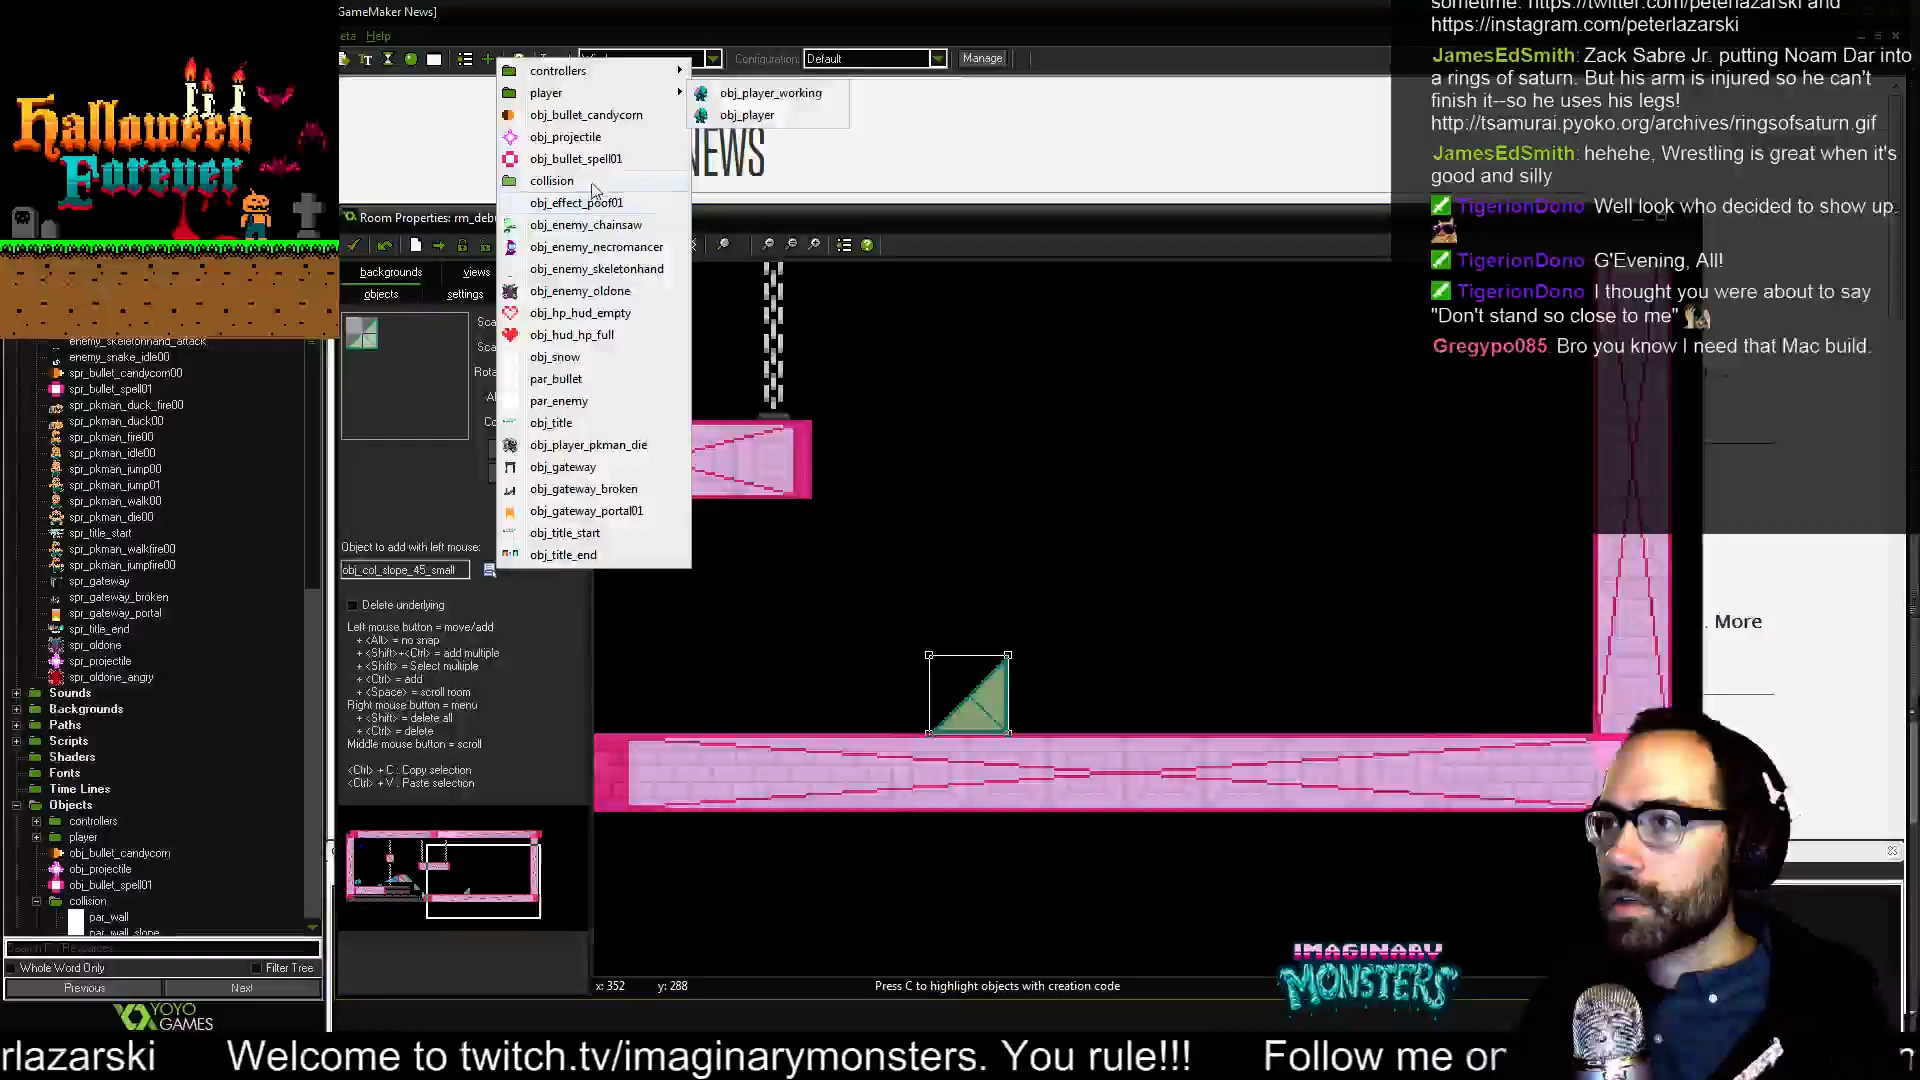 GameMaker News]
eta Help
Configuration: Default Manage
NEWS
Room Properties: rm_deb
Halloween
Forever
controllers
player
obj_bullet_candycorn
obj_projectile
obj_bullet_spell01
collision
obj_effect_poof01
obj_enemy_chainsaw
obj_enemy_necromancer
obj_enemy_skeletonhand
obj_enemy_oldone
obj_hp_hud_empty
obj_hud_hp_full
obj_snow
par_bullet
par_enemy
obj_title
obj_player_pkman_die
obj_gateway
obj_gateway_broken
obj_gateway_portal01
obj_title_start
obj_title_end
obj_player_working
obj_player
backgrounds views
objects settings
Sca
Sca
Rota
Al
Co
Object to add with left mouse:
obj_col_slope_45_small
Delete underlying
Left mouse button = move/add
+ <Alt> = no snap
+ <Shift>+<Ctrl> = add multiple
+ <Shift> = Select multiple
+ <Ctrl> = add
+ <Space> = scroll room
Right mouse button = menu
+ <Shift> = delete all
+ <Ctrl> = delete
Middle mouse button = scroll
<Ctrl> + C : Copy selection
<Ctrl> + V : Paste selection
enemy_skeletonhand_attack
enemy_snake_idle00
spr_bullet_candycorn00
spr_bullet_spell01
spr_pkman_duck_fire00
spr_pkman_duck00
spr_pkman_fire00
spr_pkman_idle00
spr_pkman_jump00
spr_pkman_jump01
spr_pkman_walk00
spr_pkman_die00
spr_title_start
spr_pkman_walkfire00
spr_pkman_jumpfire00
spr_gateway
spr_gateway_broken
spr_gateway_portal
spr_title_end
spr_oldone
spr_projectile
spr_oldone_angry
Sounds
Backgrounds
Paths
Scripts
Shaders
Fonts
Time Lines
Objects
controllers
player
obj_bullet_candycorn
obj_projectile
obj_bullet_spell01
collision
par_wall
par_wall_slope
Whole Word Only Filter Tree
Previous Next
YOYO
GAMES
x: 352 y: 288 Press C to highlight objects with creation code
. More
sometime: https://twitter.com/peterlazarski and
https://instagram.com/peterlazarski
JamesEdSmith: Zack Sabre Jr. putting Noam Dar into
a rings of saturn. But his arm is injured so he can't
finish it--so he uses his legs!
http://tsamurai.pyoko.org/archives/ringsofsaturn.gif
JamesEdSmith: hehehe, Wrestling is great when it's
good and silly
TigerionDono Well look who decided to show up.
TigerionDono G'Evening, All!
TigerionDono I thought you were about to say
"Don't stand so close to me"
Gregypo085: Bro you know I need that Mac build.
IMAGINARY
MONSTERS
rlazarski Welcome to twitch.tv/imaginarymonsters. You rule!!! Follow me or